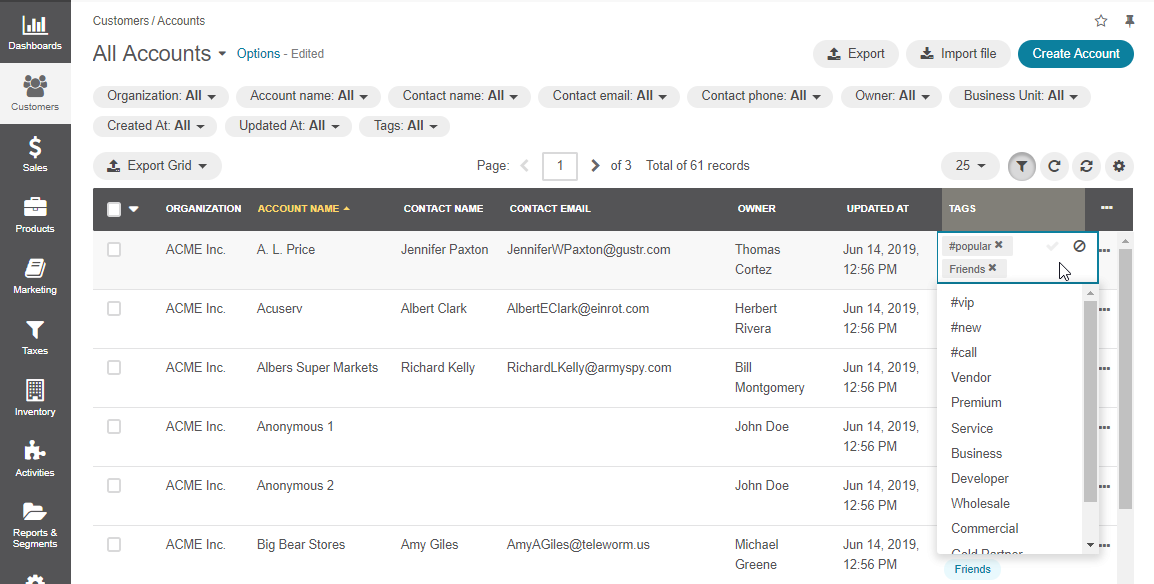 Dashboards
Customers
Sales
Products
Marketing
Taxes
Inventory
Activities
Reports &
Segments
Customers / Accounts
All Accounts Options - Edited
Export Import file Create Account
Organization: All Account name: All Contact name: All Contact email: All Contact phone: All Owner: All Business Unit: All
Created At: All Updated At: All Tags: All
Export Grid Page: 1 of 3 Total of 61 records 25
ORGANIZATION ACCOUNT NAME CONTACT NAME CONTACT EMAIL OWNER UPDATED AT TAGS
ACME Inc. A. L. Price Jennifer Paxton JenniferWPaxton@gustr.com Thomas Jun 14, 2019, #popular
Cortez 12:56 PM Friends
ACME Inc. Acuserv Albert Clark AlbertEClark@einrot.com Herbert Jun 14, 2019, #vip
Rivera 12:56 PM #new
#call
ACME Inc. Albers Super Markets Richard Kelly RichardLKelly@armyspy.com Bill Jun 14, 2019, Vendor
Montgomery 12:56 PM Premium
ACME Inc. Anonymous 1 John Doe Jun 14, 2019, Service
12:56 PM Business
Developer
ACME Inc. Anonymous 2 John Doe Jun 14, 2019,
12:56 PM Wholesale
Commercial
ACME Inc. Big Bear Stores Amy Giles AmyAGiles@teleworm.us Michael Jun 14, 2019, Gold Partner
Greene 12:56 PM Friends